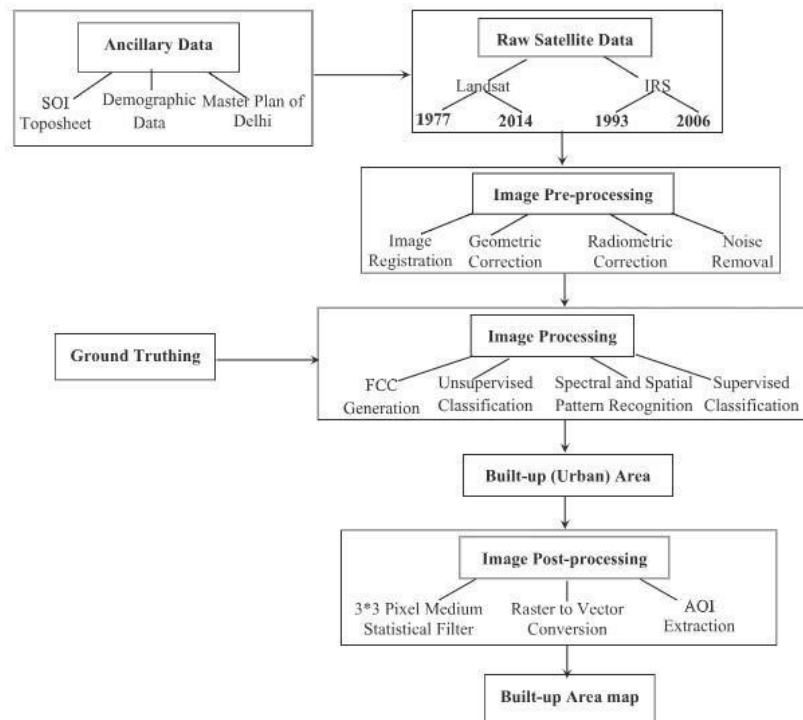 Ancillary Data
SOI
Toposheet
Demographic
Data
Master Plan of
Delhi
Raw Satellite Data
Landsat
IRS
1977
2014
1993
2006
Image Pre-processing
Image
Registration
Geometric
Correction
Radiometric
Correction
Noise
Removal
Ground Truthing
Image Processing
FCC
Generation
Unsupervised
Classification
Spectral and Spatial
Pattern Recognition
Supervised
Classification
Built-up (Urban) Area
Image Post-processing
3*3 Pixel Medium
Statistical Filter
Raster to Vector
Conversion
AOI
Extraction
Built-up Area map